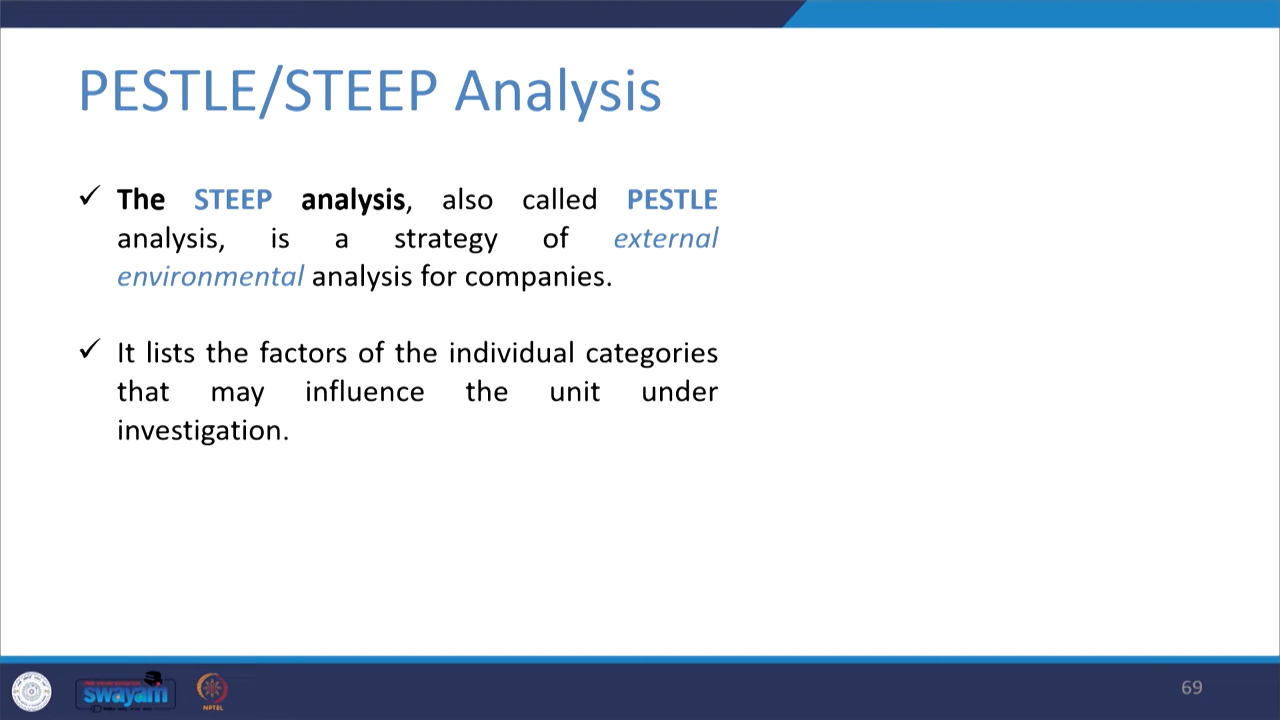 PESTLE/STEEP Analysis
✓ The STEEP analysis, also called PESTLE
analysis, is a strategy of external
environmental analysis for companies.
✓ It lists the factors of the individual categories
that may influence the unit under
investigation.
swayam
NPTEL
69